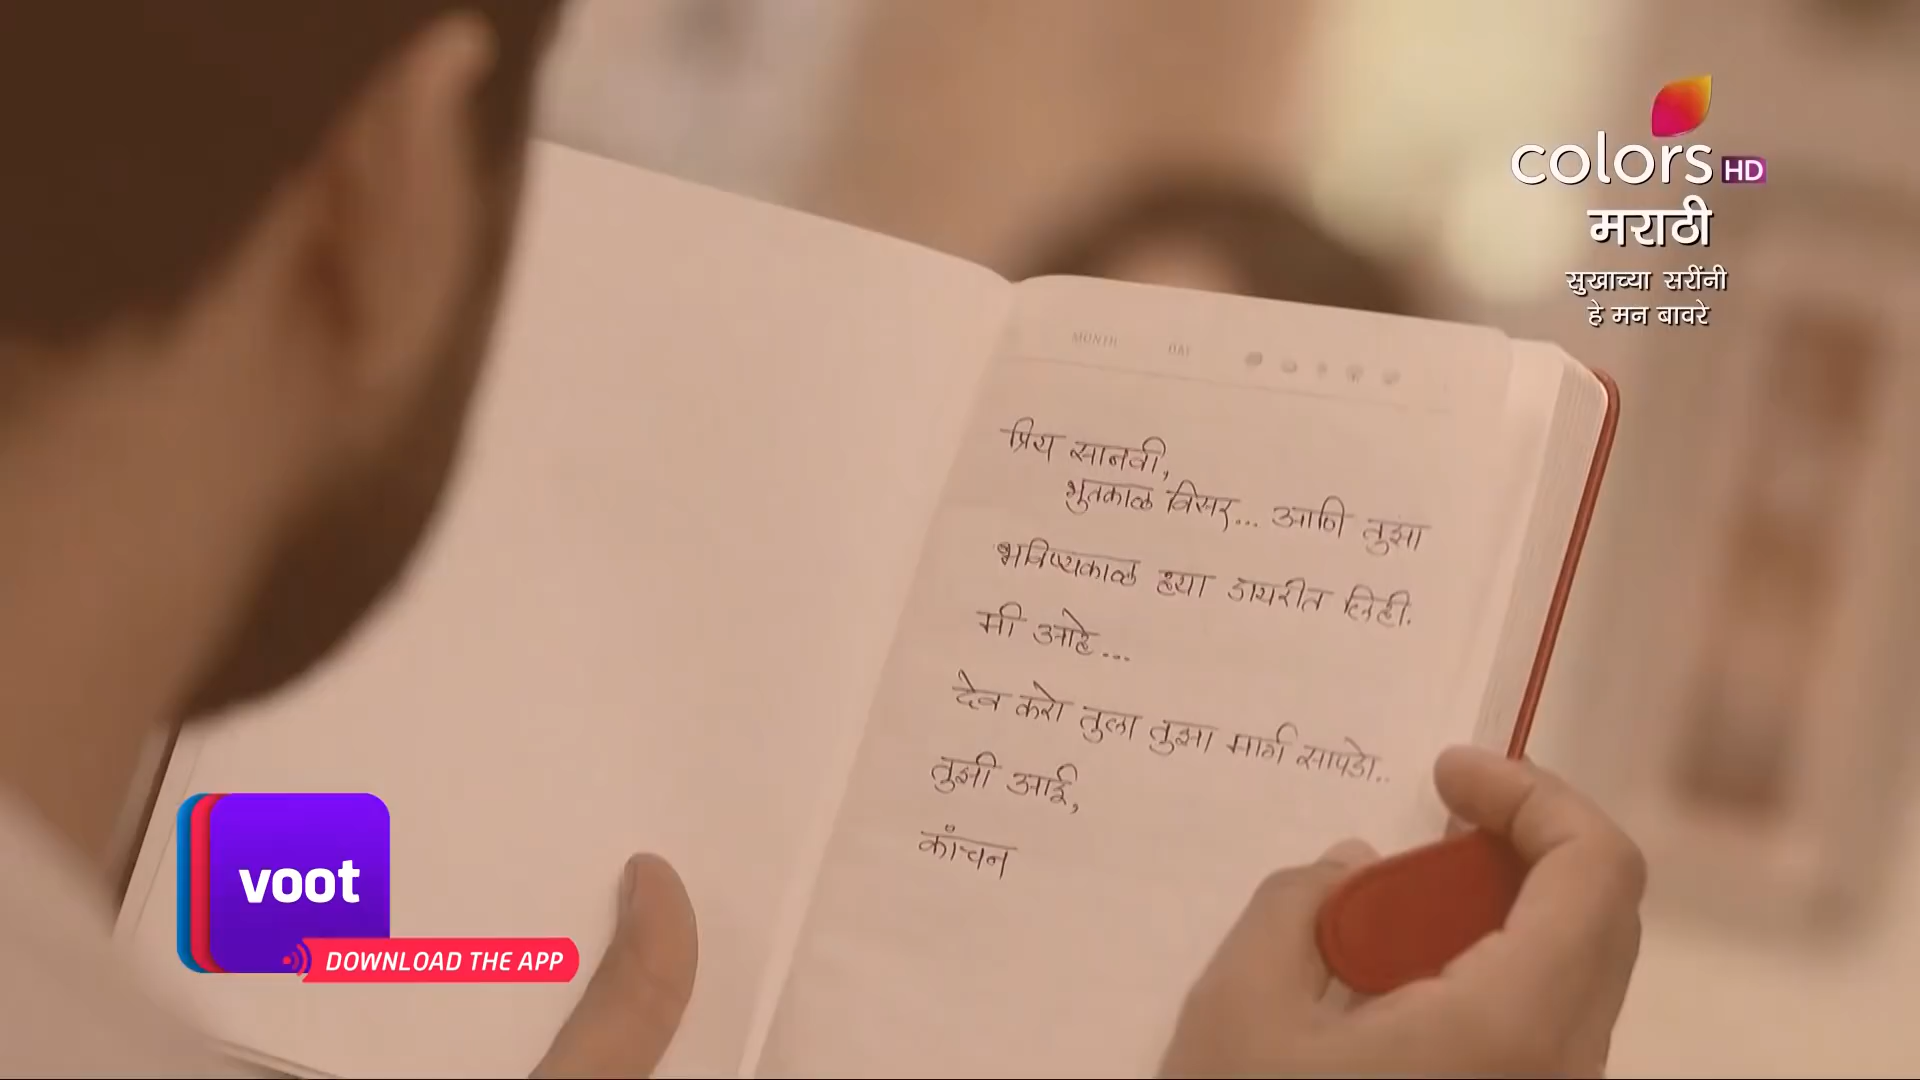 colors HD
मराठी
सुखाच्या सरींनी
हे मन बावरे
MONTH DAY
प्रिय सानवी,
भुतकाळ विसर... आणि तुझा
भविष्यकाळ ह्या डायरीत लिही.
मी आहे...
देव करो तुला तुझा मार्ग सापडो..
तुझी आई,
कांचन
voot
DOWNLOAD THE APP